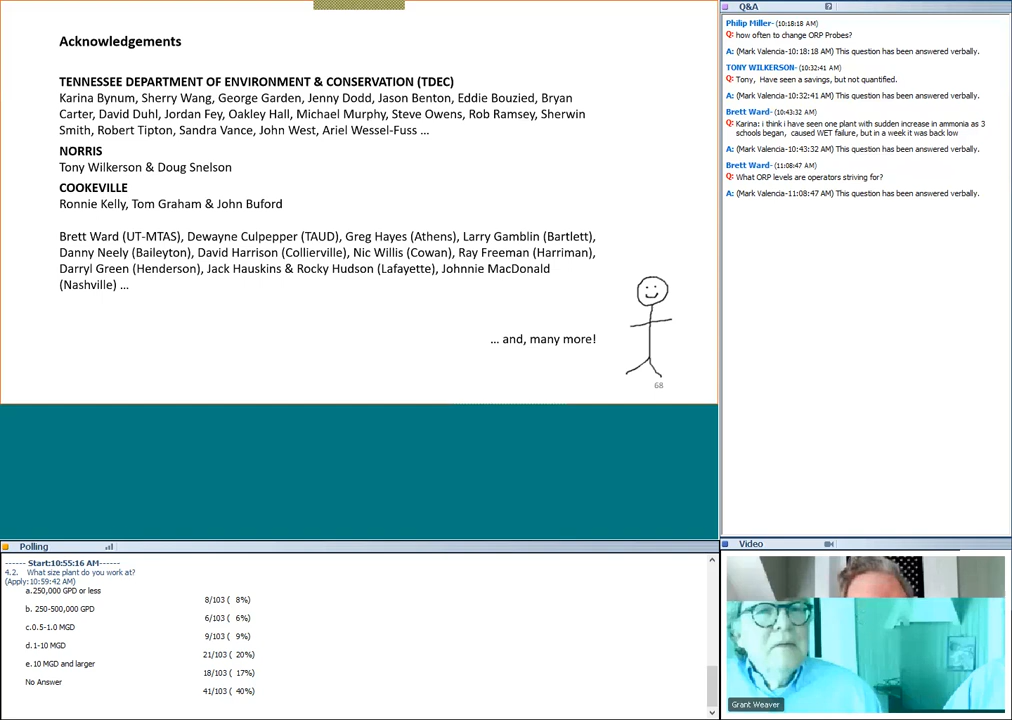 Acknowledgements
TENNESSEE DEPARTMENT OF ENVIRONMENT & CONSERVATION (TDEC)
Karina Bynum, Sherry Wang, George Garden, Jenny Dodd, Jason Benton, Eddie Bouzied, Bryan
Carter, David Duhl, Jordan Fey, Oakley Hall, Michael Murphy, Steve Owens, Rob Ramsey, Sherwin
Smith, Robert Tipton, Sandra Vance, John West, Ariel Wessel-Fuss ...
NORRIS
Tony Wilkerson & Doug Snelson
COOKEVILLE
Ronnie Kelly, Tom Graham & John Buford
Brett Ward (UT-MTAS), Dewayne Culpepper (TAUD), Greg Hayes (Athens), Larry Gamblin (Bartlett),
Danny Neely (Baileyton), David Harrison (Collierville), Nic Willis (Cowan), Ray Freeman (Harriman),
Darryl Green (Henderson), Jack Hauskins & Rocky Hudson (Lafayette), Johnnie MacDonald
(Nashville) ...
... and, many more!
68
Q&A
Philip Miller- (10:18:18 AM)
Q: how often to change ORP Probes?
A: (Mark Valencia-10:18:18 AM) This question has been answered verbally.
TONY WILKERSON- (10:32:41 AM)
Q: Tony, Have seen a savings, but not quantified.
A: (Mark Valencia-10:32:41 AM) This question has been answered verbally.
Brett Ward- (10:43:32 AM)
Q: Karina: i think i have seen one plant with sudden increase in ammonia as 3
schools began, caused WET failure, but in a week it was back low
A: (Mark Valencia-10:43:32 AM) This question has been answered verbally.
Brett Ward- (11:08:47 AM)
Q: What ORP levels are operators striving for?
A: (Mark Valencia-11:08:47 AM) This question has been answered verbally.
Polling
------ Start:10:55:16 AM------
4.2. What size plant do you work at?
(Apply:10:59:42 AM)
a.250,000 GPD or less
8/103 ( 8%)
b. 250-500,000 GPD
6/103 ( 6%)
c.0.5-1.0 MGD
9/103 ( 9%)
d.1-10 MGD
21/103 ( 20%)
e.10 MGD and larger
18/103 ( 17%)
No Answer
41/103 ( 40%)
Video
Grant Weaver